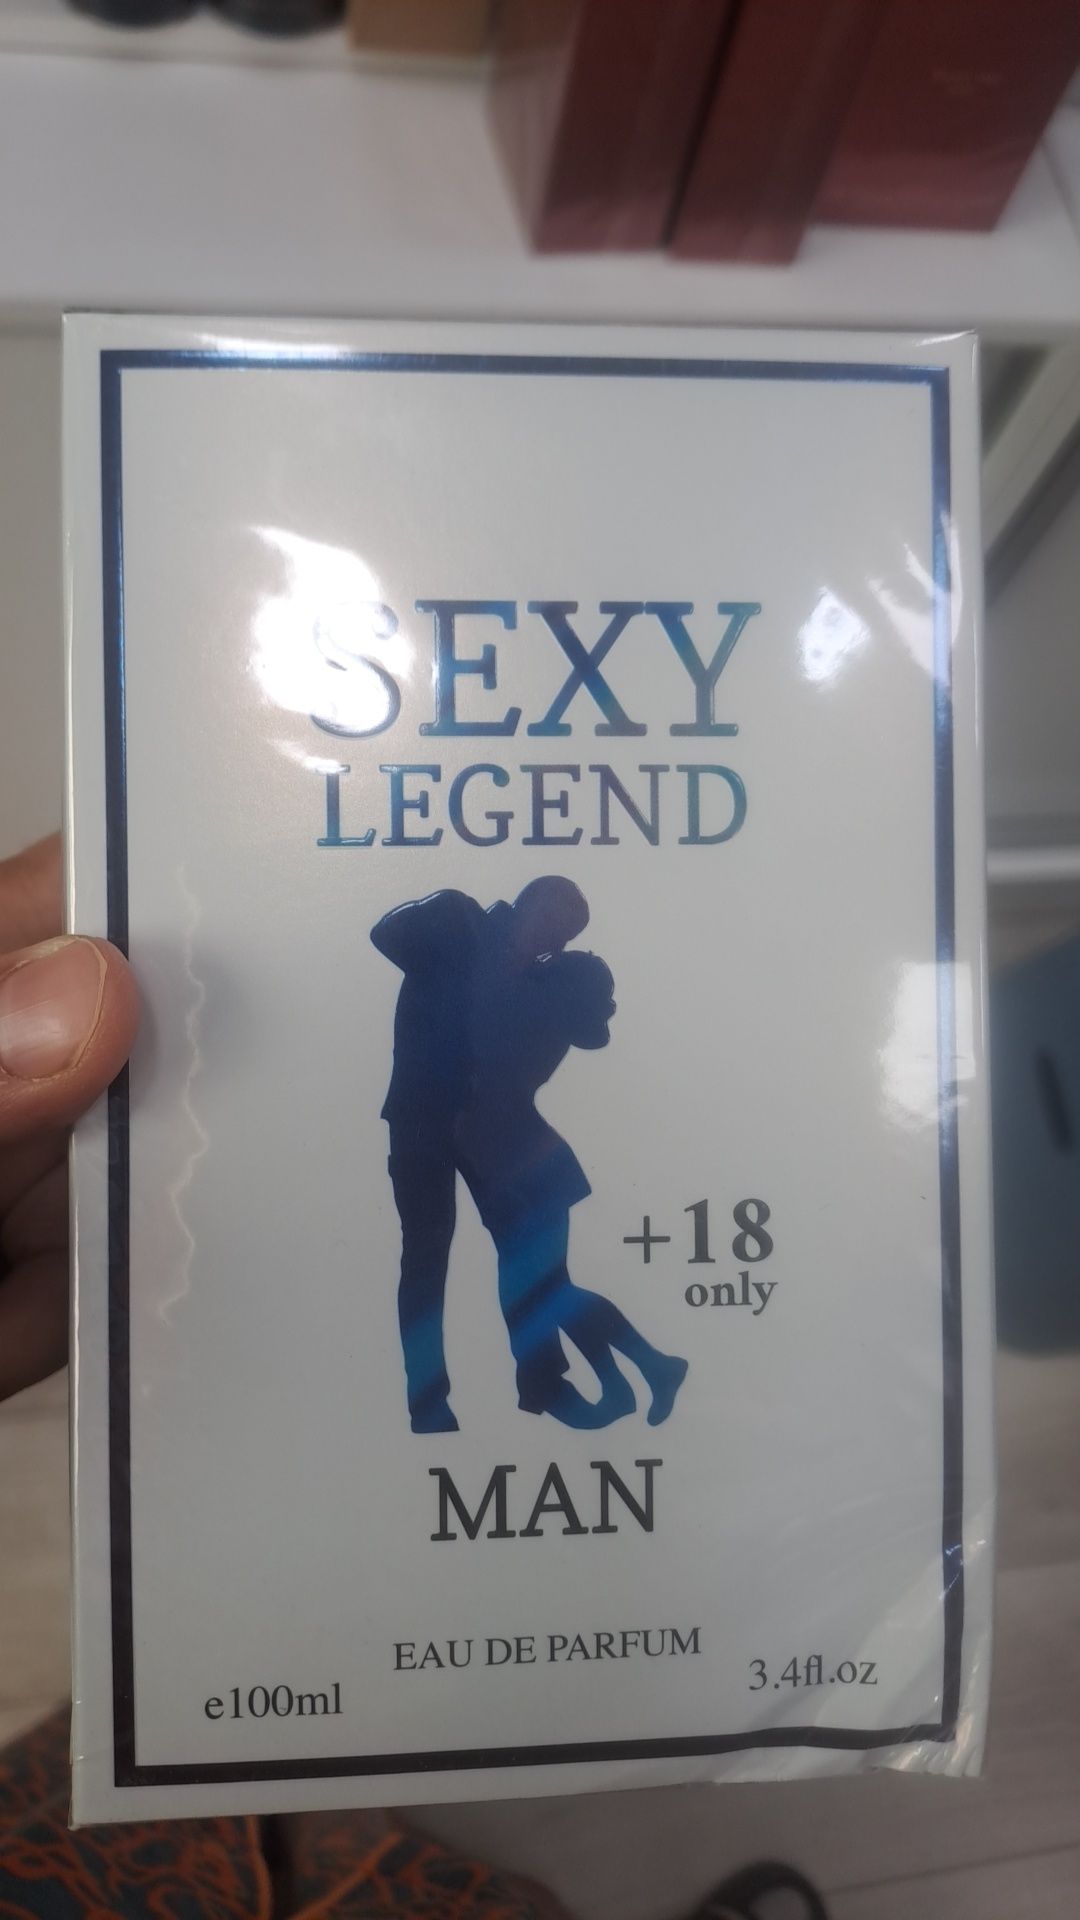 SEXY
LEGEND
+18
only
MAN
EAU DE PARFUM
e100ml
3.4fl.oz